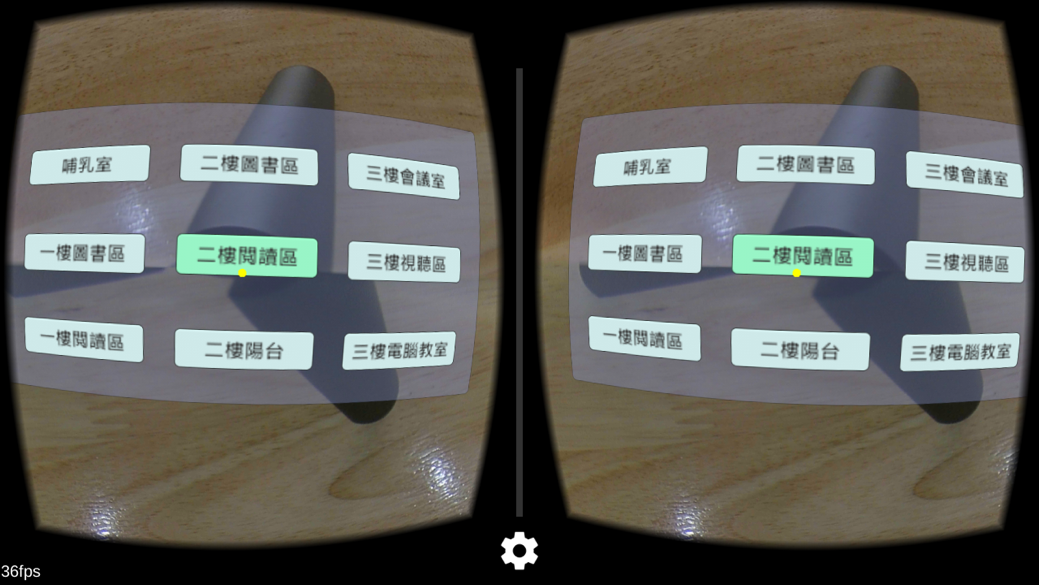 哺乳室 二樓圖書區 三樓會議室
一樓圖書區 二樓閱讀區 三樓視聽區
一樓閱讀區 二樓陽台 三樓電腦教室
哺乳室 二樓圖書區 三樓會議室
一樓圖書區 二樓閱讀區 三樓視聽區
一樓閱讀區 二樓陽台 三樓電腦教室
36fps